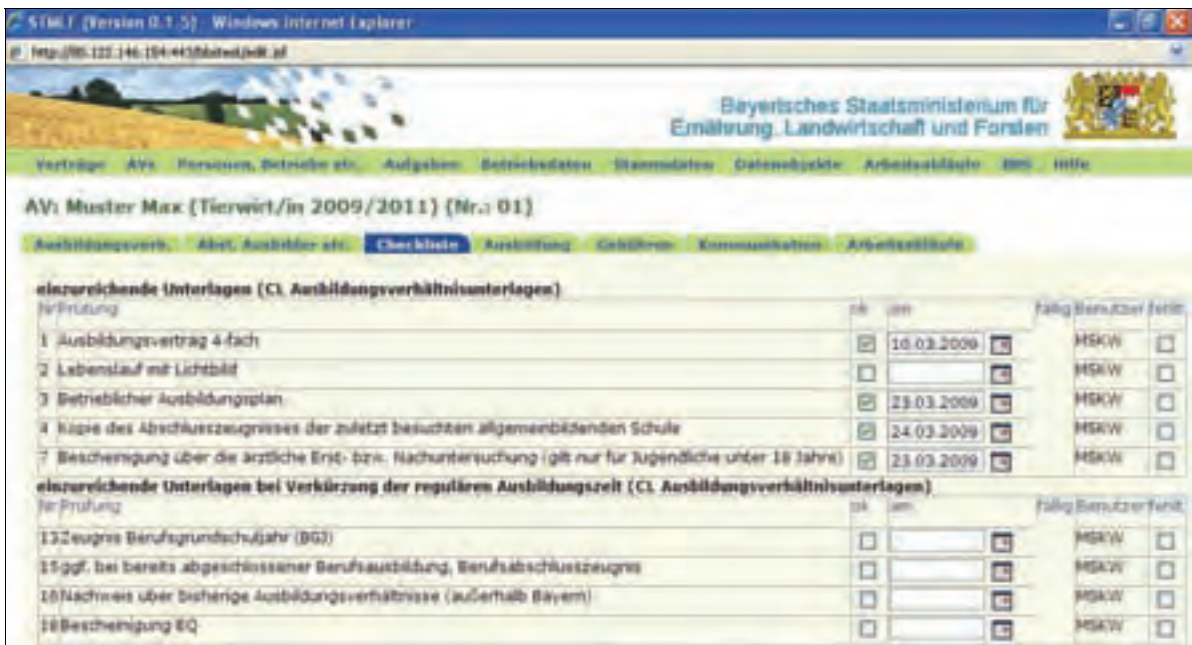 (Version 0.1.5) - Windows Internet Explorer
Bayerisches Staatsministerium für
Ernährung, Landwirtschaft und Forsten
Verträge AVs Personen, Betriebe etc. Aufgaben Betriebsdaten Stammdaten Datenobjekte Arbeitsabläufe Hilfe
AV: Muster Max (Tierwirt/in 2009/2011) (Nr.: 01)
Ausbildungsverh. Abst. Ausbilder etc. Checkliste Ausbildung Gebühren Kommunikation Arbeitsabläufe
einzureichende Unterlagen (CL Ausbildungsverhältnisunterlagen)
Nr Prüfung ok am fällig Benutzer fehlt
1 Ausbildungsvertrag 4-fach 10.03.2009 MSKW
2 Lebenslauf mit Lichtbild MSKW
3 Betrieblicher Ausbildungsplan 23.03.2009 MSKW
4 Kopie des Abschlusszeugnisses der zuletzt besuchten allgemeinbildenden Schule 24.03.2009 MSKW
7 Bescheinigung über die ärztliche Erst- bzw. Nachuntersuchung (gilt nur für Jugendliche unter 18 Jahre) 23.03.2009 MSKW
einzureichende Unterlagen bei Verkürzung der regulären Ausbildungszeit (CL Ausbildungsverhältnisunterlagen)
Nr Prüfung ok am fällig Benutzer fehlt
13 Zeugnis Berufsgrundschuljahr (BGJ) MSKW
15 ggf. bei bereits abgeschlossener Berufsausbildung, Berufsabschlusszeugnis MSKW
16 Nachweis über bisherige Ausbildungsverhältnisse (außerhalb Bayern) MSKW
18 Bescheinigung EQ MSKW